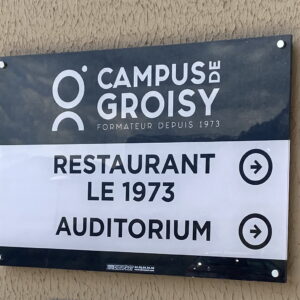 CAMPUS DE
GROISY
FORMATEUR DEPUIS 1973
RESTAURANT
LE 1973
AUDITORIUM